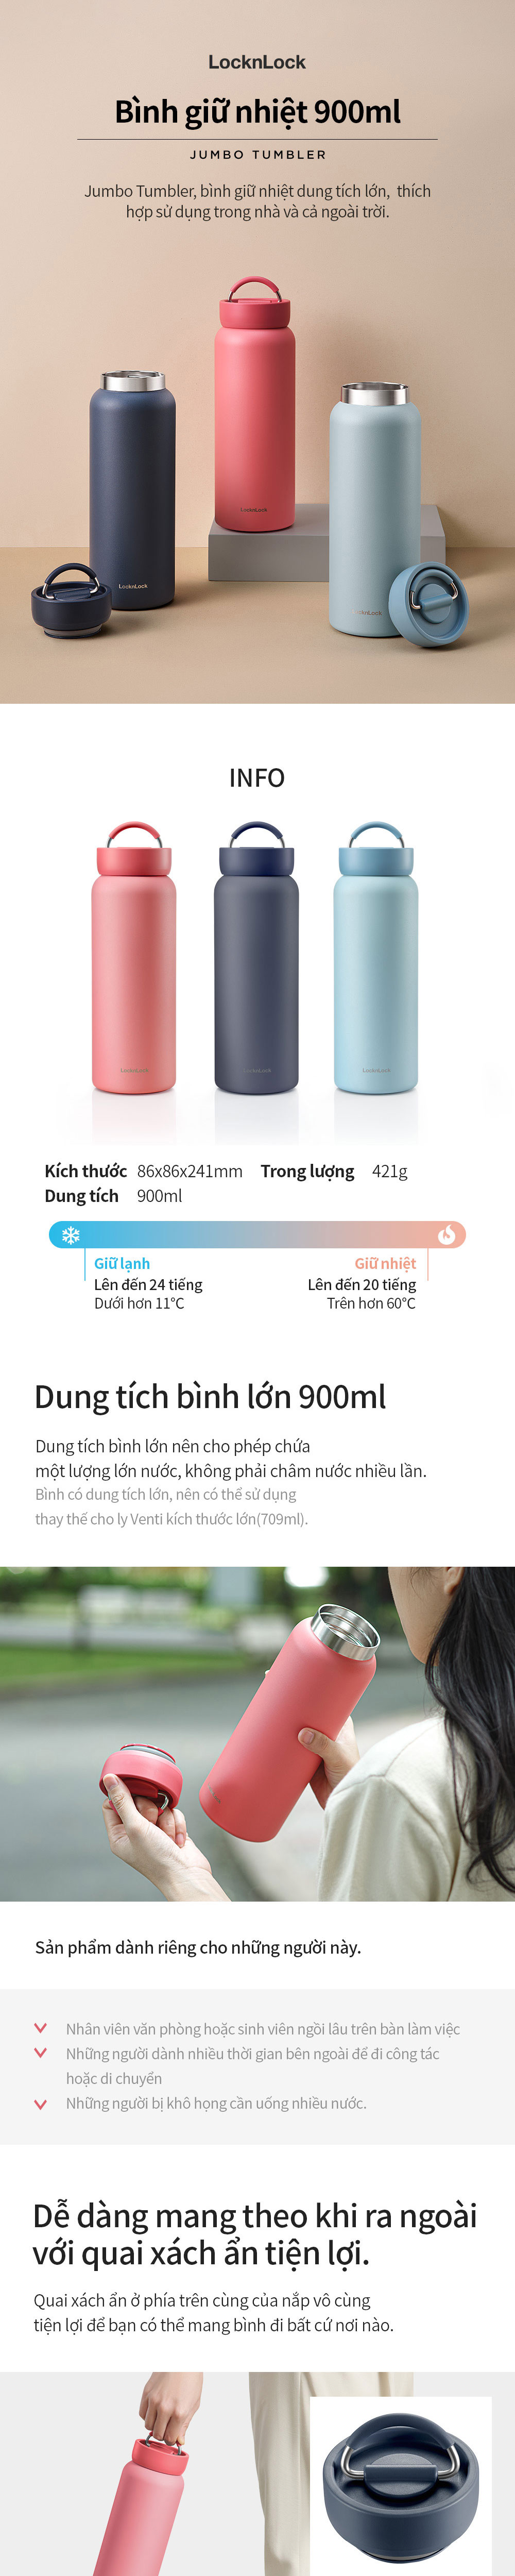 LocknLock
Bình giữ nhiệt 900ml
JUMBO TUMBLER
Jumbo Tumbler, bình giữ nhiệt dung tích lớn, thích
hợp sử dụng trong nhà và cả ngoài trời.
LocknLock
LocknLock
LocknLock
INFO
LocknLock
LocknLock
LocknLock
Kích thước 86x86x241mm Trong lượng 421g
Dung tích 900ml
Giữ lạnh
Lên đến 24 tiếng
Dưới hơn 11°C
Giữ nhiệt
Lên đến 20 tiếng
Trên hơn 60°C
Dung tích bình lớn 900ml
Dung tích bình lớn nên cho phép chứa
một lượng lớn nước, không phải châm nước nhiều lần.
Bình có dung tích lớn, nên có thể sử dụng
thay thế cho ly Venti kích thước lớn(709ml).
Sản phẩm dành riêng cho những người này.
Nhân viên văn phòng hoặc sinh viên ngồi lâu trên bàn làm việc
Những người dành nhiều thời gian bên ngoài để đi công tác
hoặc di chuyển
Những người bị khô họng cần uống nhiều nước.
Dễ dàng mang theo khi ra ngoài
với quai xách ẩn tiện lợi.
Quai xách ẩn ở phía trên cùng của nắp vô cùng
tiện lợi để bạn có thể mang bình đi bất cứ nơi nào.